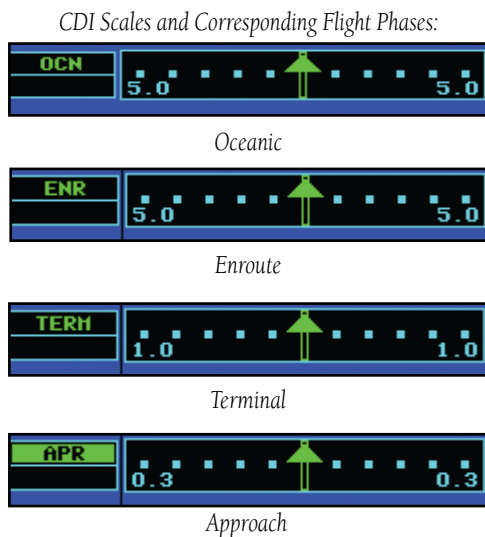 CDI Scales and Corresponding Flight Phases:
OCN
5.0 5.0
Oceanic
ENR
5.0 5.0
Enroute
TERM
1.0 1.0
Terminal
APR
0.3 0.3
Approach